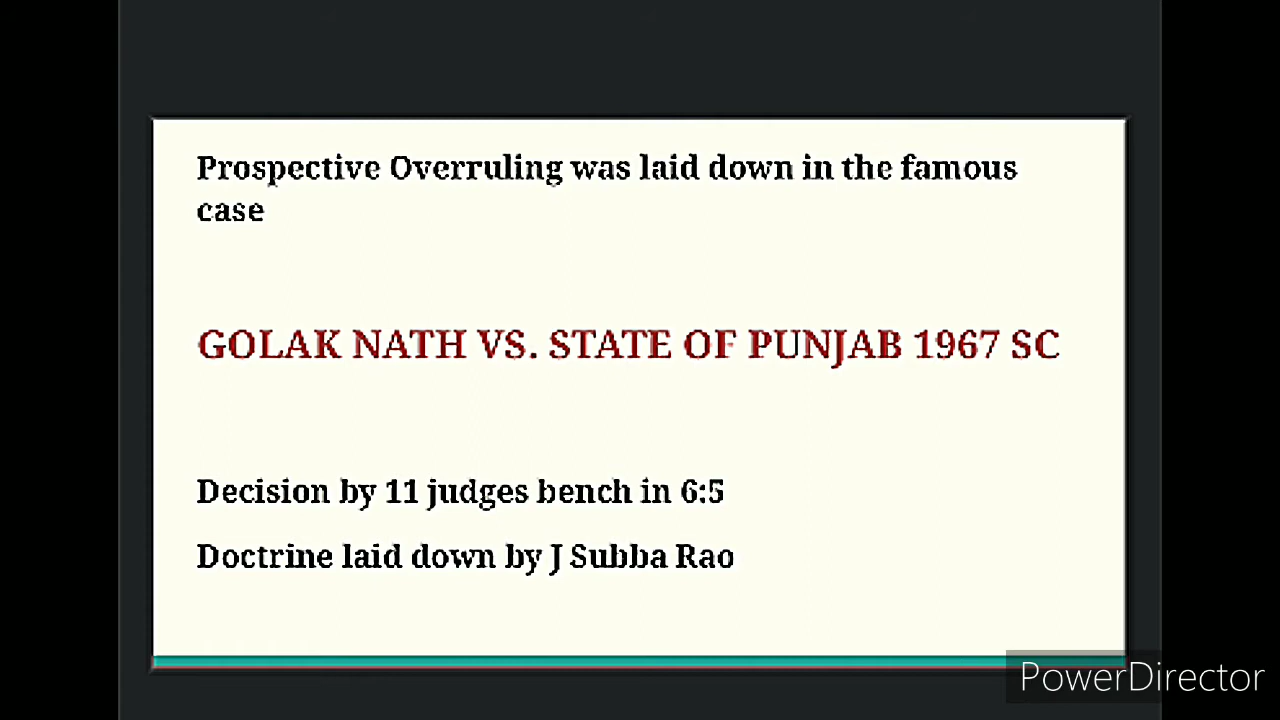 Prospective Overruling was laid down in the famous
case
GOLAK NATH VS. STATE OF PUNJAB 1967 SC
Decision by 11 judges bench in 6:5
Doctrine laid down by J Subba Rao
PowerDirector